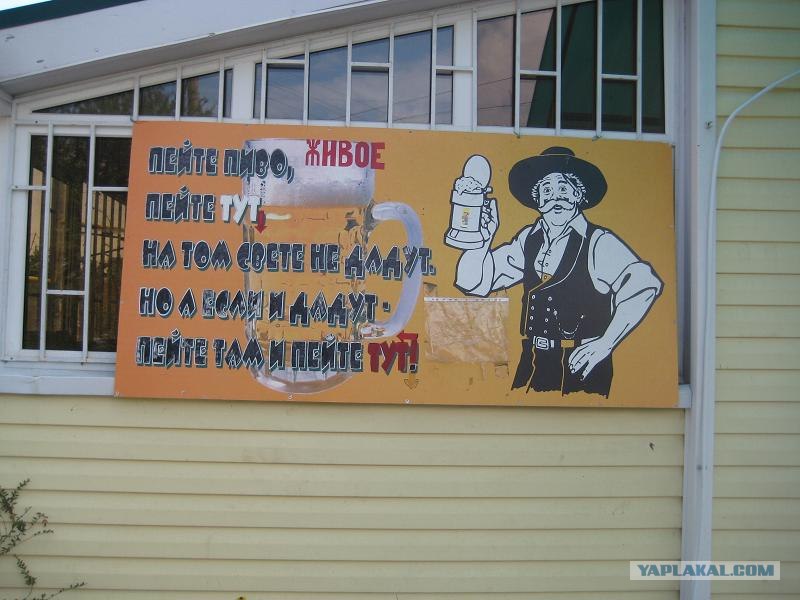 ПЕЙТЕ ПИВО, ЖИВОЕ
ПЕЙТЕ ТУТ
НА ТОМ СВЕТЕ НЕ ДАДУТ.
НО А ЕСЛИ И ДАДУТ -
ПЕЙТЕ ТАМ И ПЕЙТЕ ТУТ!
YAPLAKAL.COM